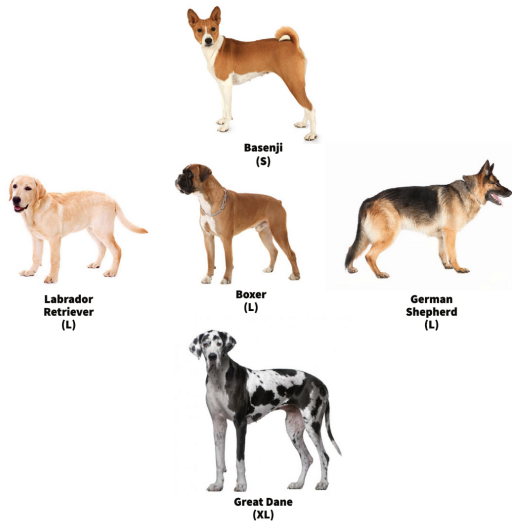 Basenji
(S)
Labrador
Retriever
(L)
Boxer
(L)
German
Shepherd
(L)
Great Dane
(XL)